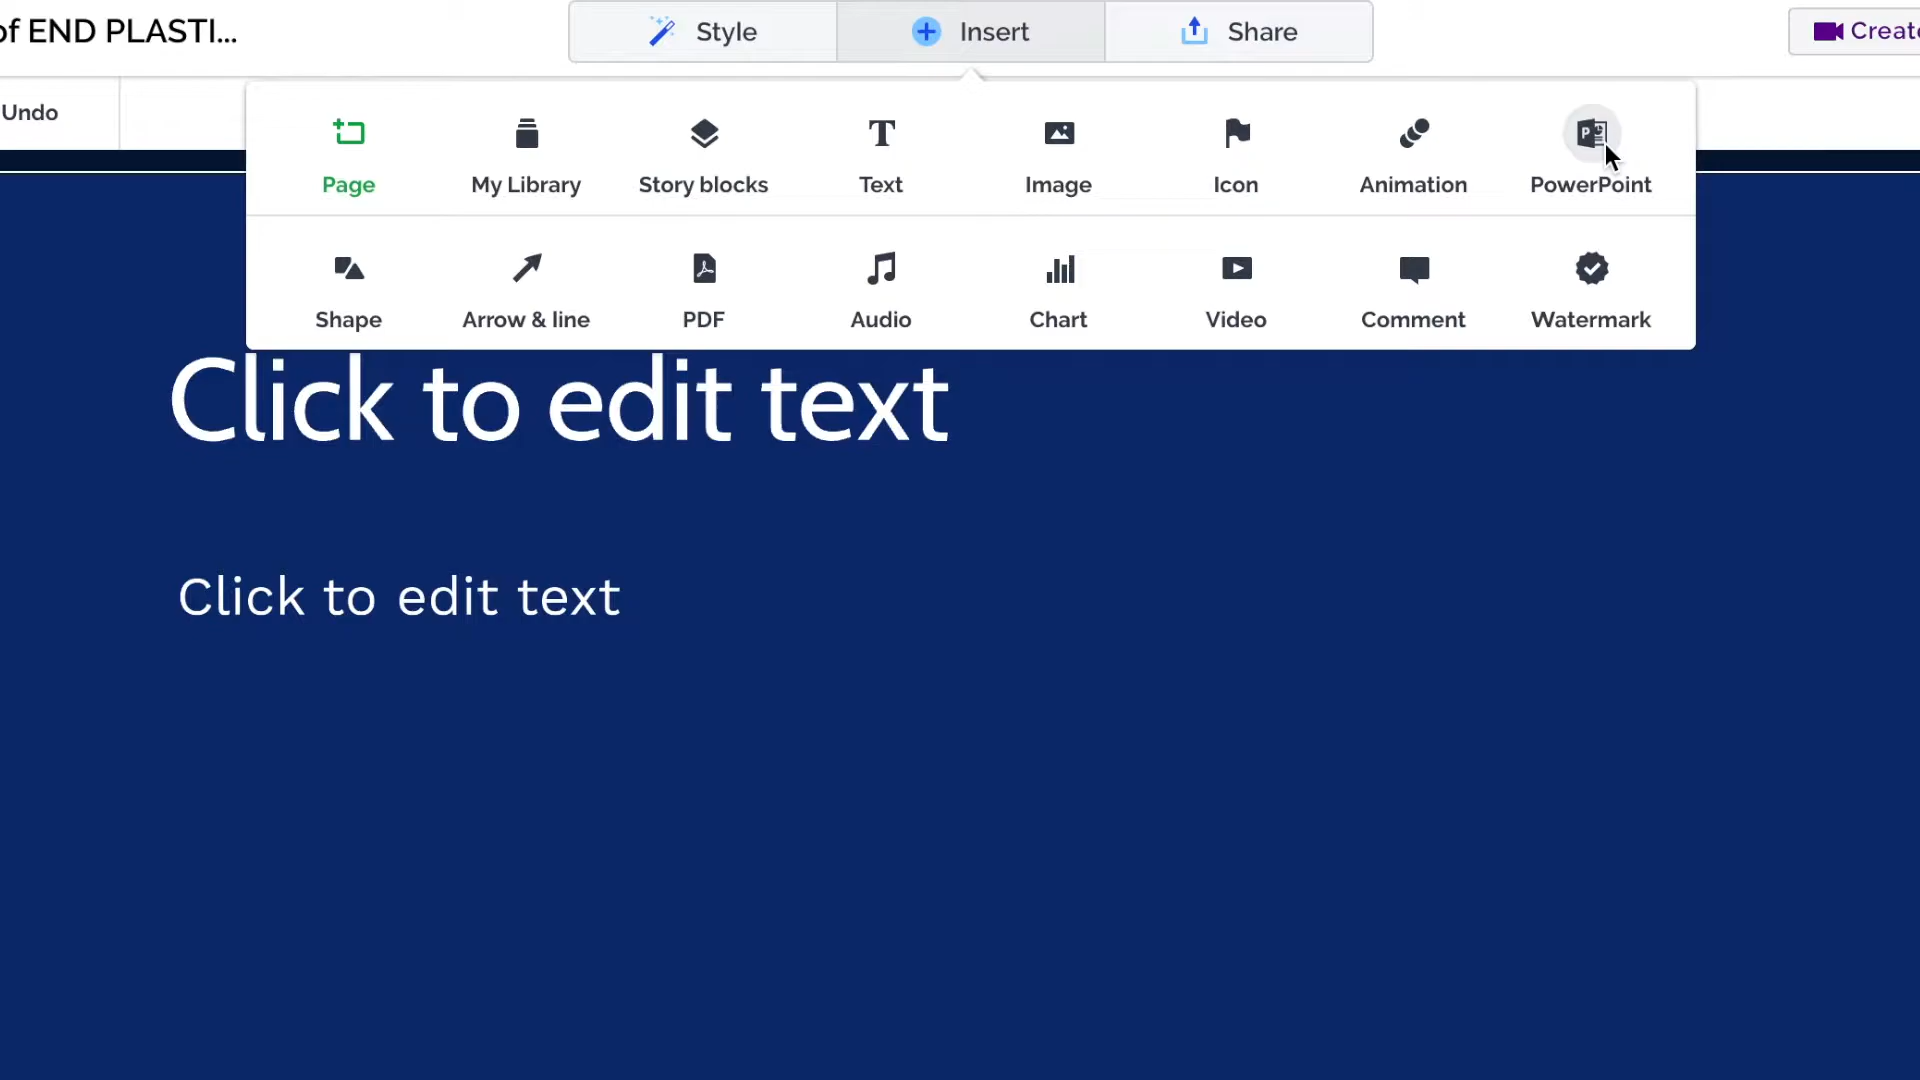 of END PLASTI...
Style
Insert
Share
Create
Undo
Page
My Library
Story blocks
Text
Image
Icon
Animation
PowerPoint
Shape
Arrow & line
PDF
Audio
Chart
Video
Comment
Watermark
Click to edit text
Click to edit text